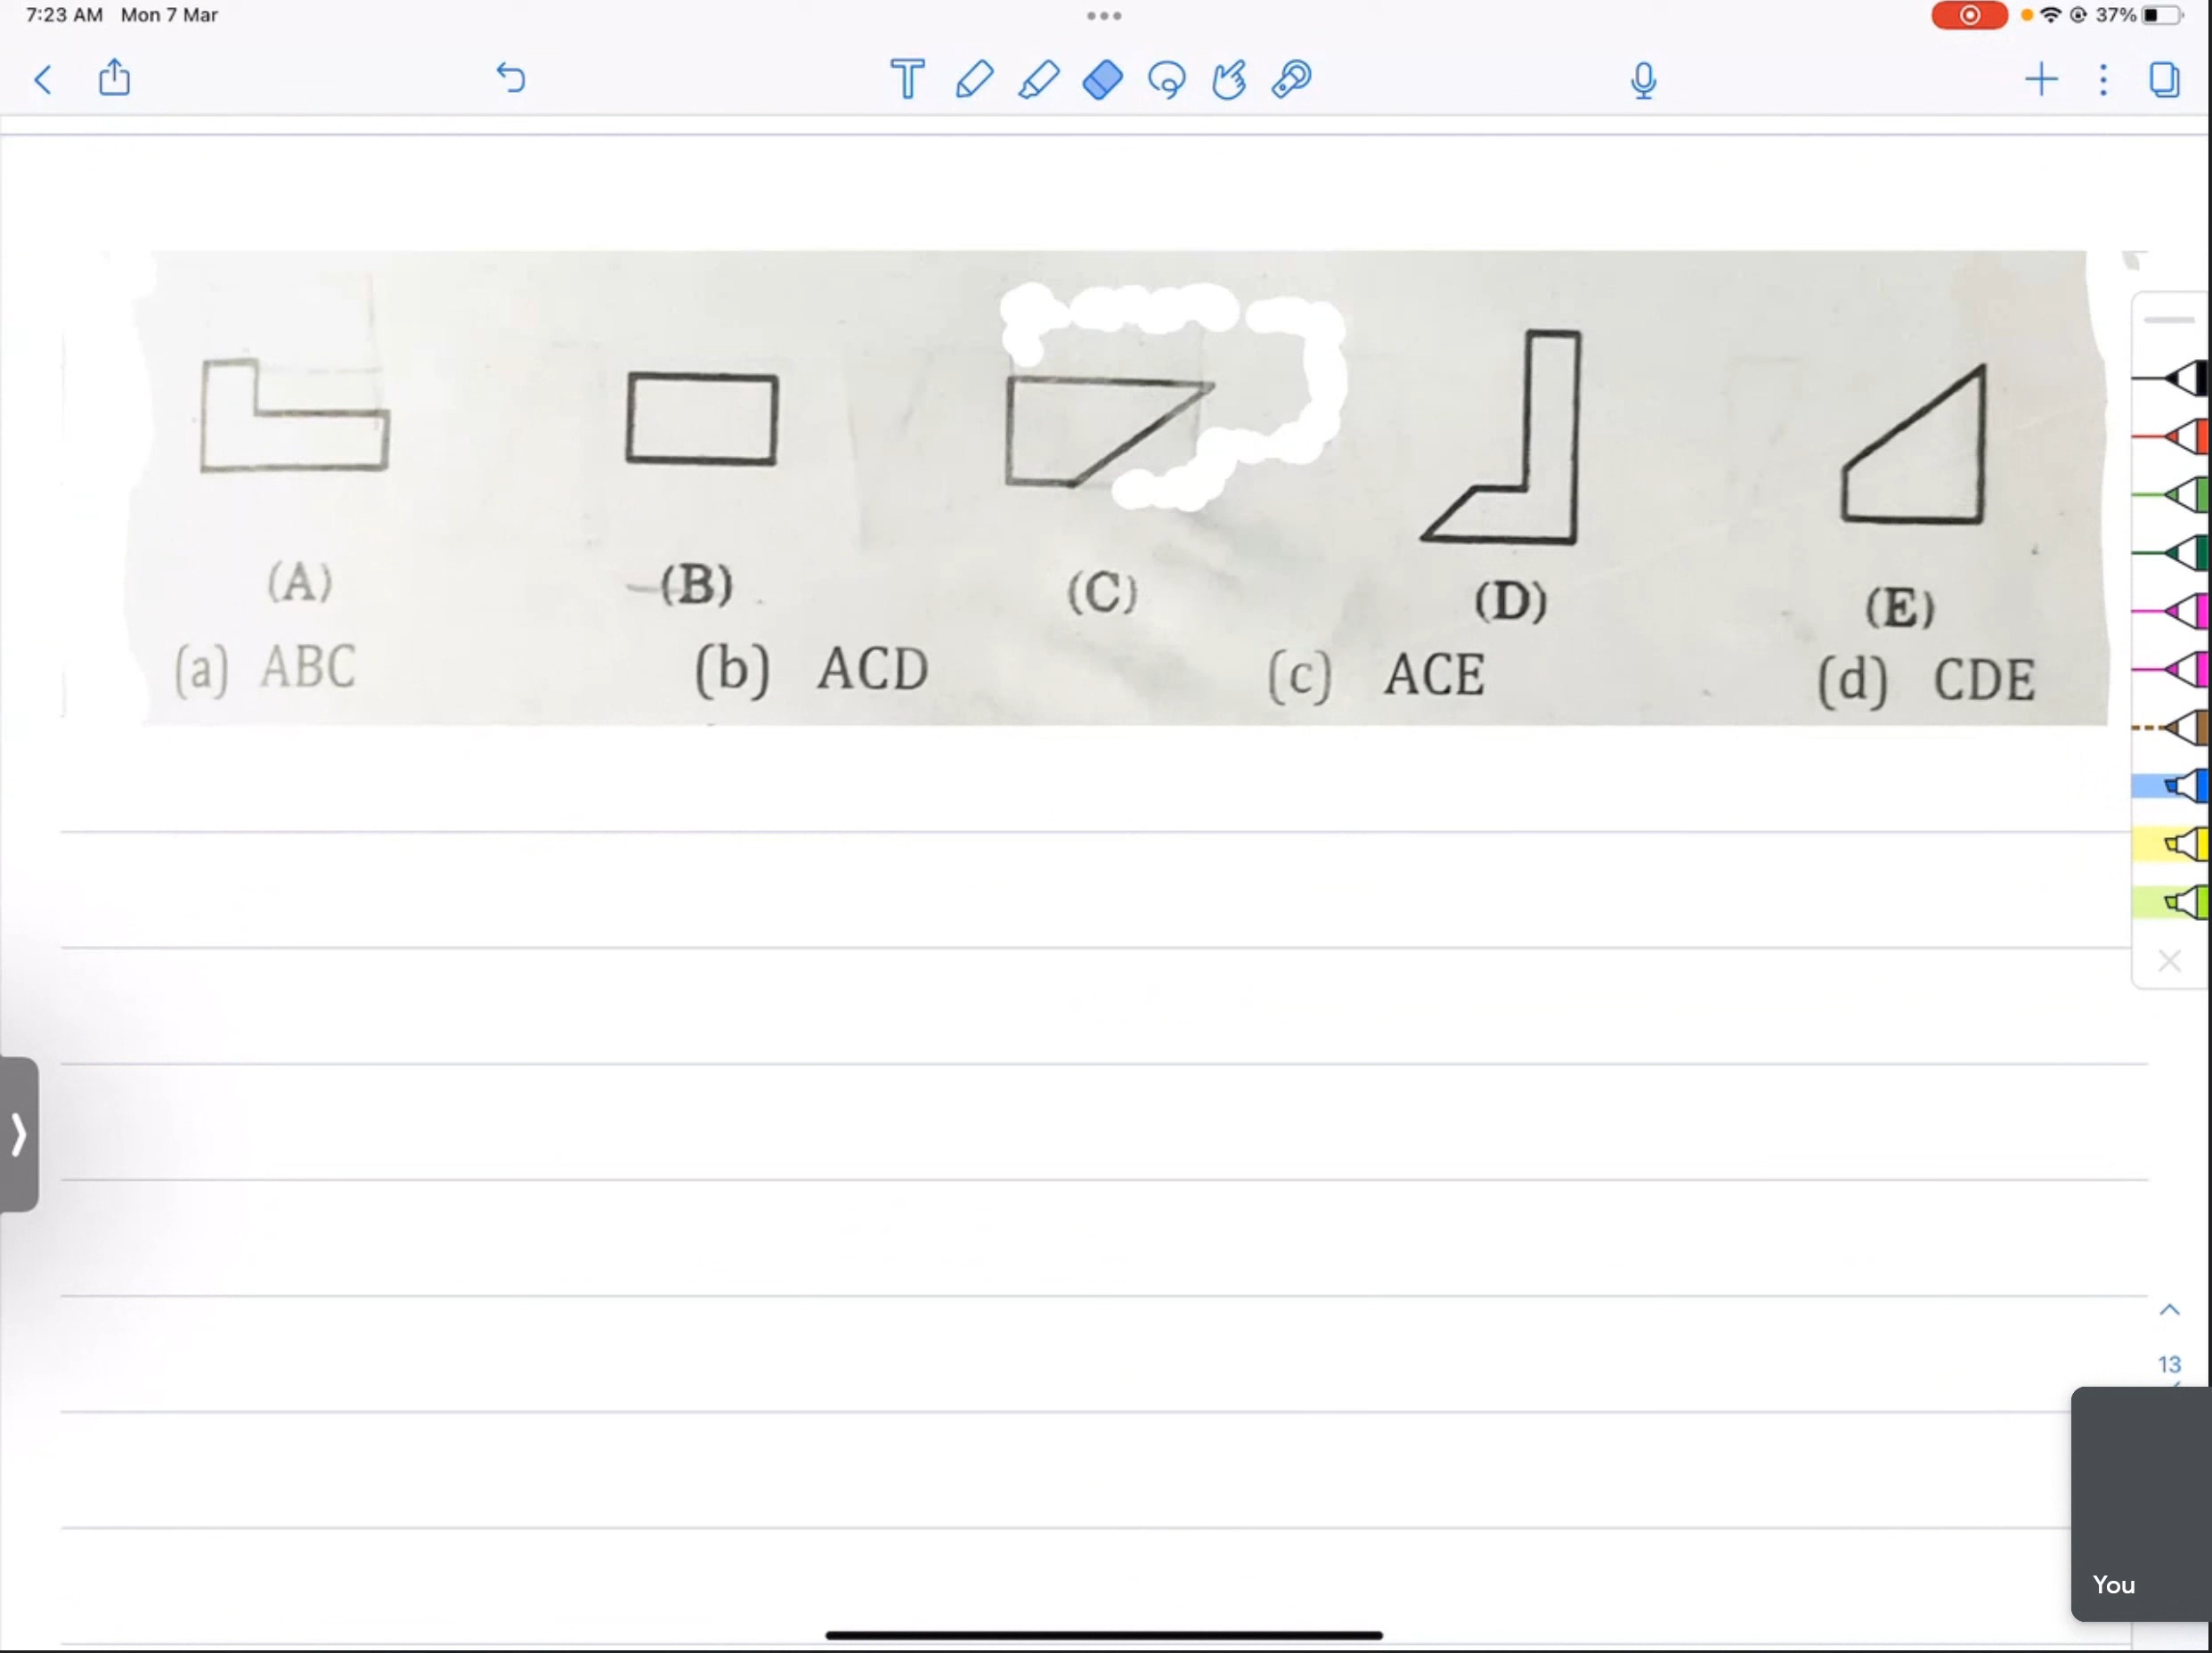 7:23 AM Mon 7 Mar
37%
T
(A) (B) (C) (D) (E)
(a) ABC (b) ACD (c) ACE (d) CDE
13
You